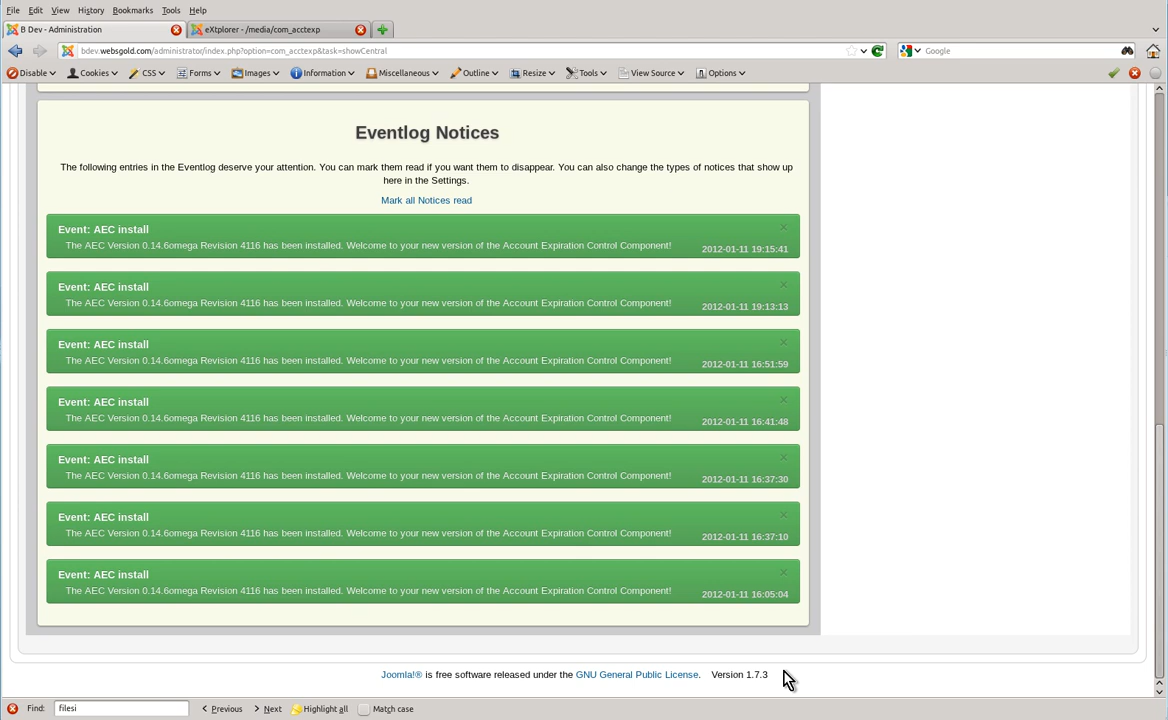 File Edit View History Bookmarks Tools Help
B Dev - Administration eXtplorer - /media/com_acctexp
bdev.websgold.com/administrator/index.php?option=com_acctexp&task=showCentral Google
Disable Cookies CSS Forms Images Information Miscellaneous Outline Resize Tools View Source Options
Eventlog Notices
The following entries in the Eventlog deserve your attention. You can mark them read if you want them to disappear. You can also change the types of notices that show up
here in the Settings.
Mark all Notices read
Event: AEC install
The AEC Version 0.14.6omega Revision 4116 has been installed. Welcome to your new version of the Account Expiration Control Component!
2012-01-11 19:15:41
Event: AEC install
The AEC Version 0.14.6omega Revision 4116 has been installed. Welcome to your new version of the Account Expiration Control Component!
2012-01-11 19:13:13
Event: AEC install
The AEC Version 0.14.6omega Revision 4116 has been installed. Welcome to your new version of the Account Expiration Control Component!
2012-01-11 16:51:59
Event: AEC install
The AEC Version 0.14.6omega Revision 4116 has been installed. Welcome to your new version of the Account Expiration Control Component!
2012-01-11 16:41:48
Event: AEC install
The AEC Version 0.14.6omega Revision 4116 has been installed. Welcome to your new version of the Account Expiration Control Component!
2012-01-11 16:37:30
Event: AEC install
The AEC Version 0.14.6omega Revision 4116 has been installed. Welcome to your new version of the Account Expiration Control Component!
2012-01-11 16:37:10
Event: AEC install
The AEC Version 0.14.6omega Revision 4116 has been installed. Welcome to your new version of the Account Expiration Control Component!
2012-01-11 16:05:04
Joomla!® is free software released under the GNU General Public License. Version 1.7.3
Find: filesi Previous Next Highlight all Match case